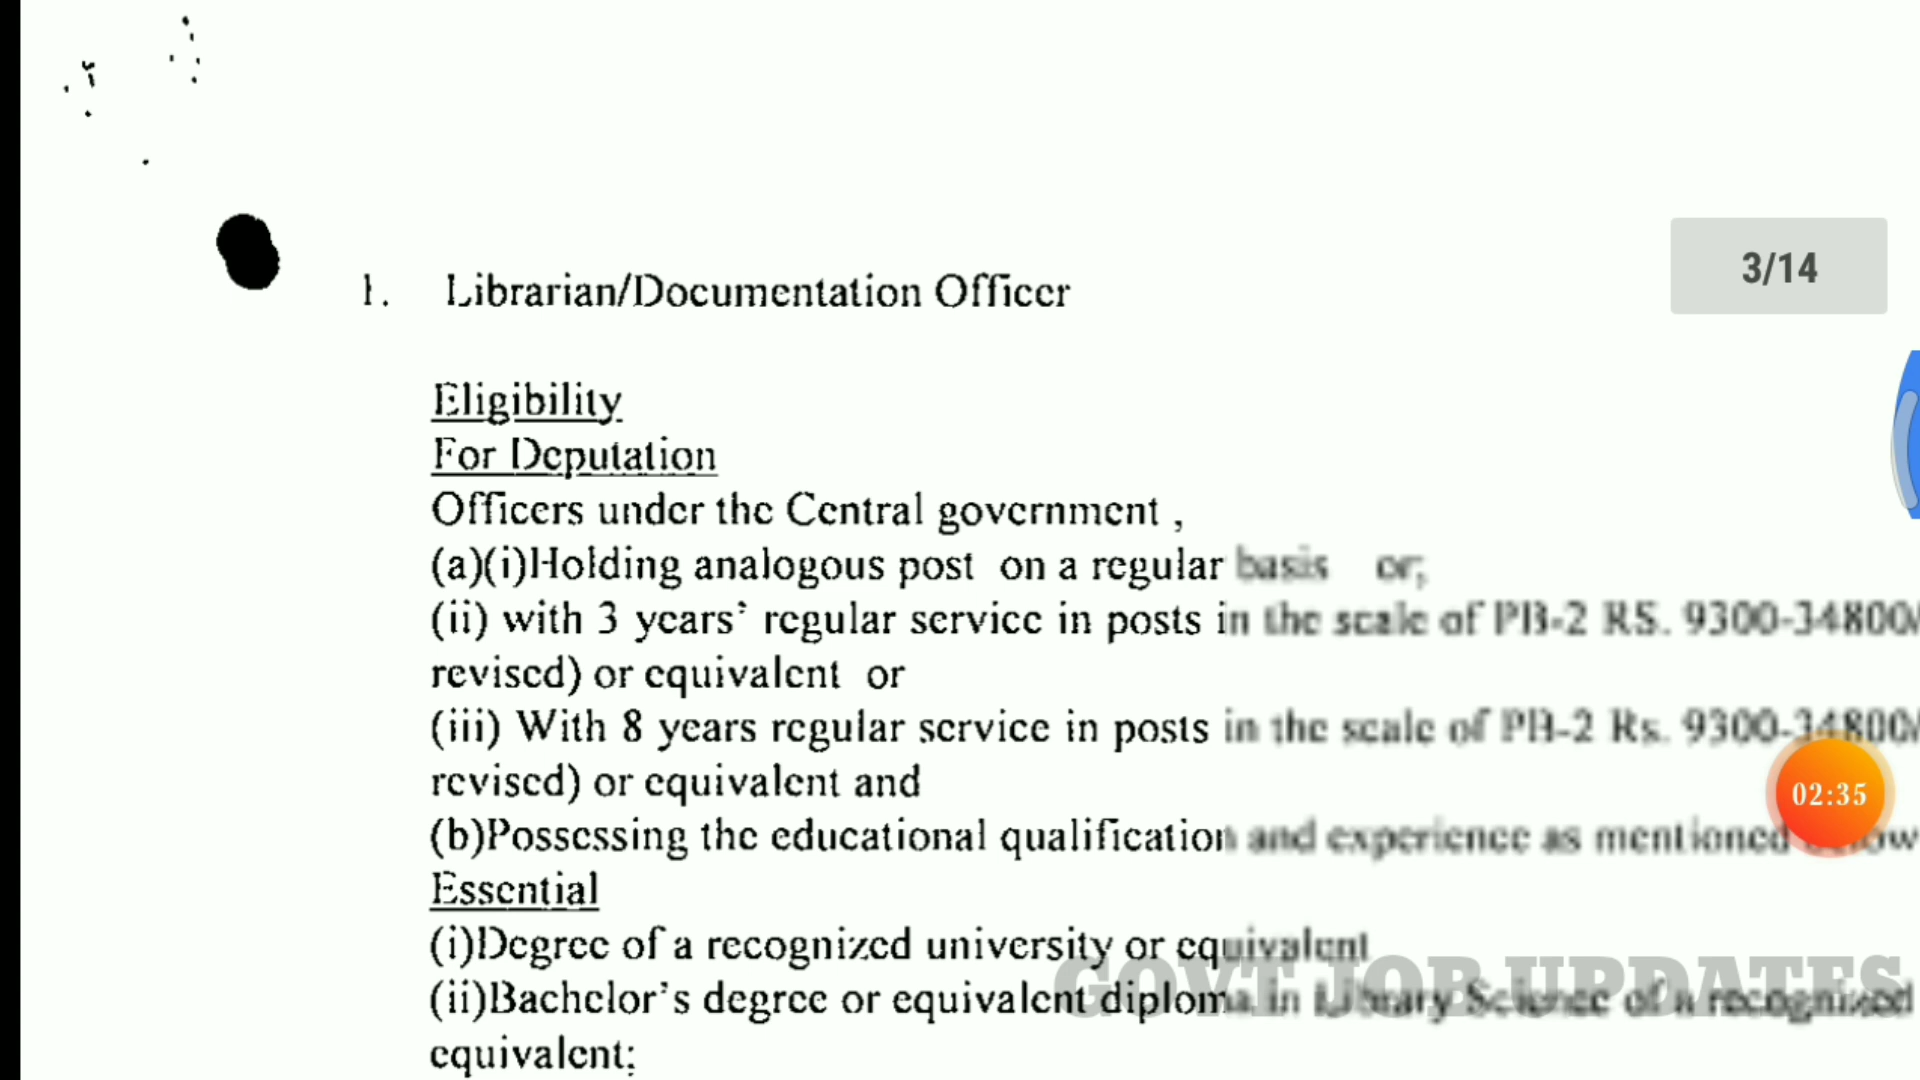 3/14
1. Librarian/Documentation Officer
Eligibility
For Deputation
Officers under the Central government ,
(a)(i)Holding analogous post on a regular basis or;
(ii) with 3 years' regular service in posts in the scale of PB-2 RS. 9300-34800/
revised) or equivalent or
(iii) With 8 years regular service in posts in the scale of PB-2 Rs. 9300-34800/
revised) or equivalent and
02:35
(b)Possessing the educational qualification and experience as mentioned below
Essential
(i)Degree of a recognized university or equivalent
GOVT JOB UPDATES
(ii)Bachelor's degree or equivalent diploma in Library Science of a recognized
equivalent;